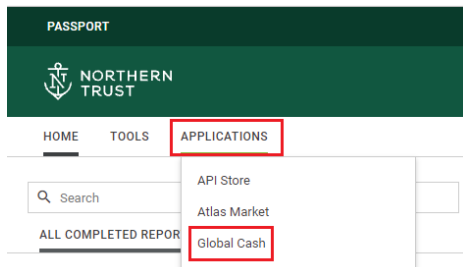 PASSPORT
NORTHERN
TRUST
HOME TOOLS APPLICATIONS
Search
API Store
Atlas Market
ALL COMPLETED REPOR
Global Cash